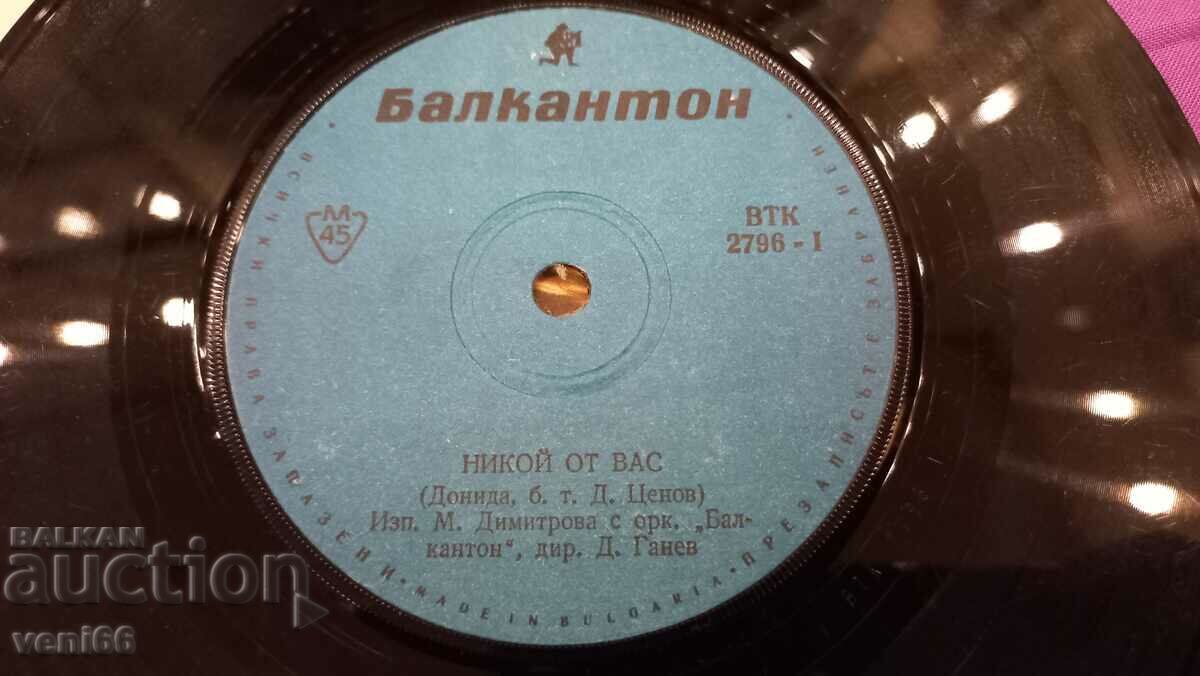 Балкантон
М
45
ВТК
2796 - I
НИКОЙ ОТ ВАС
(Донида, б. т. Д. Ценов)
Изп. М. Димитрова с орк. „Бал-
кантон“, дир. Д. Ганев
ВСИЧКИ ПРАВА ЗАПАЗЕНИ • MADE IN BULGARIA • ПРЕЗАПИСЪТ Е ЗАБРАНЕН
BALKAN
auction
veni66